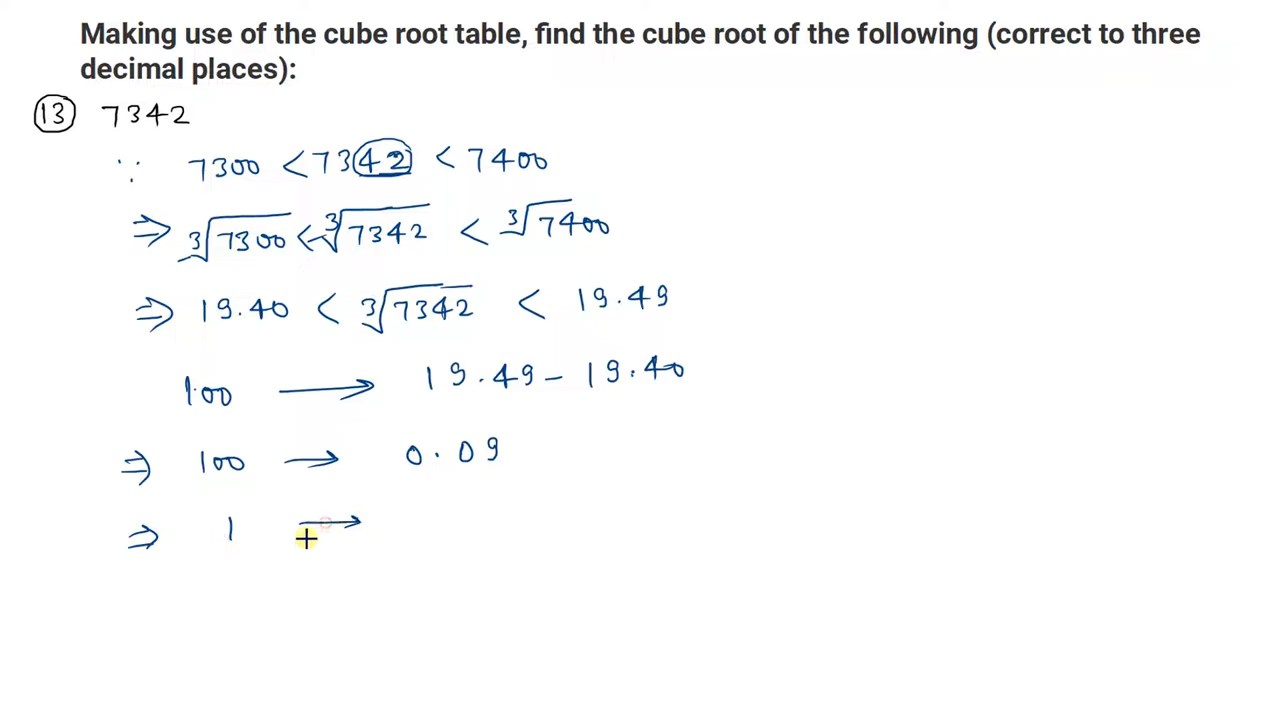 Making use of the cube root table, find the cube root of the following (correct to three
decimal places):
13 7342
∵ 7300 < 7342 < 7400
⇒ ∛7300 < ∛7342 < ∛7400
⇒ 19.40 < ∛7342 < 19.49
100 → 19.49 - 19.40
⇒ 100 → 0.09
⇒ 1 →